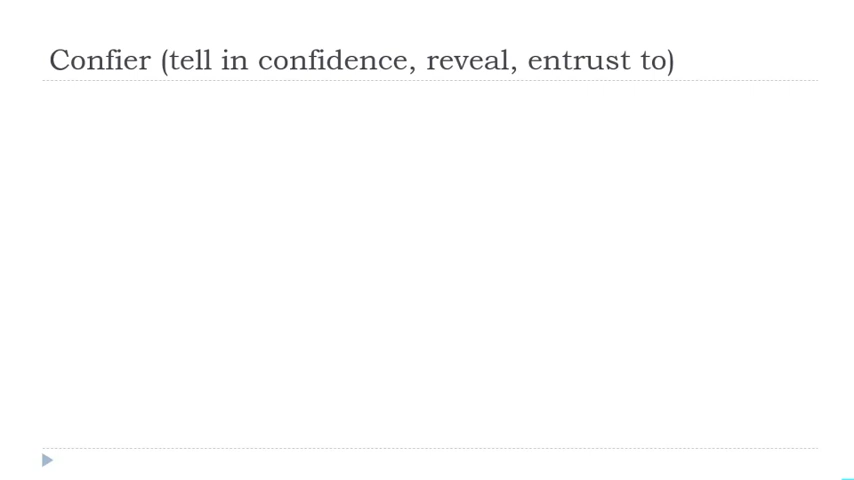 Confier (tell in confidence, reveal, entrust to)